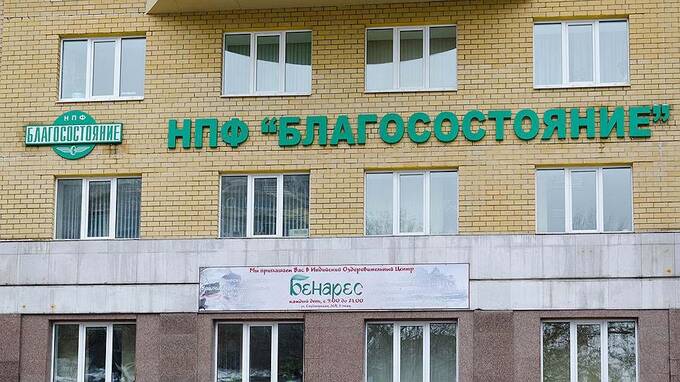 НПФ
БЛАГОСОСТОЯНИЕ
НПФ “БЛАГОСОСТОЯНИЕ”
Мы приглашаем Вас В Индийский Оздоровительный Центр
Бенарес
каждый день, с 9.00 до 21.00